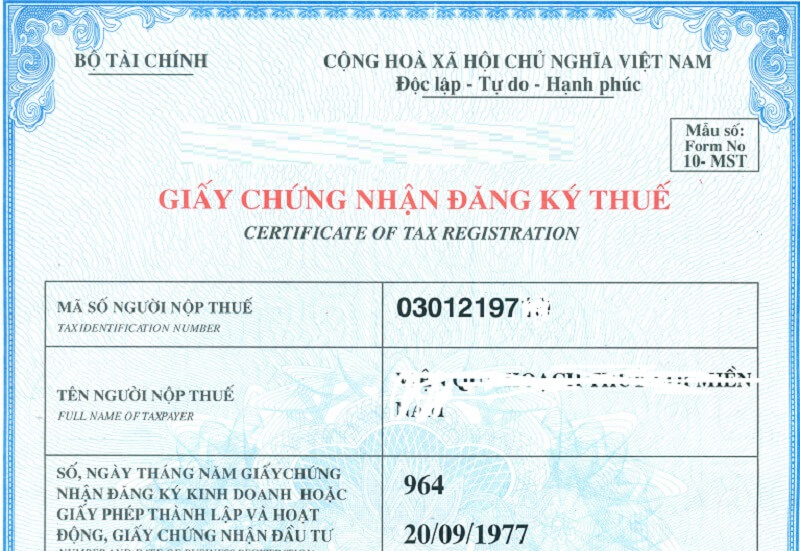 BỘ TÀI CHÍNH
CỘNG HOÀ XÃ HỘI CHỦ NGHĨA VIỆT NAM
Độc lập - Tự do - Hạnh phúc
Mẫu số:
Form No
10- MST
GIẤY CHỨNG NHẬN ĐĂNG KÝ THUẾ
CERTIFICATE OF TAX REGISTRATION
MÃ SỐ NGƯỜI NỘP THUẾ
TAX IDENTIFICATION NUMBER
03012197
TÊN NGƯỜI NỘP THUẾ
FULL NAME OF TAXPAYER
MIỀN
SỐ, NGÀY THÁNG NĂM GIẤY CHỨNG
NHẬN ĐĂNG KÝ KINH DOANH HOẶC
GIẤY PHÉP THÀNH LẬP VÀ HOẠT
ĐỘNG, GIẤY CHỨNG NHẬN ĐẦU TƯ
964
20/09/1977